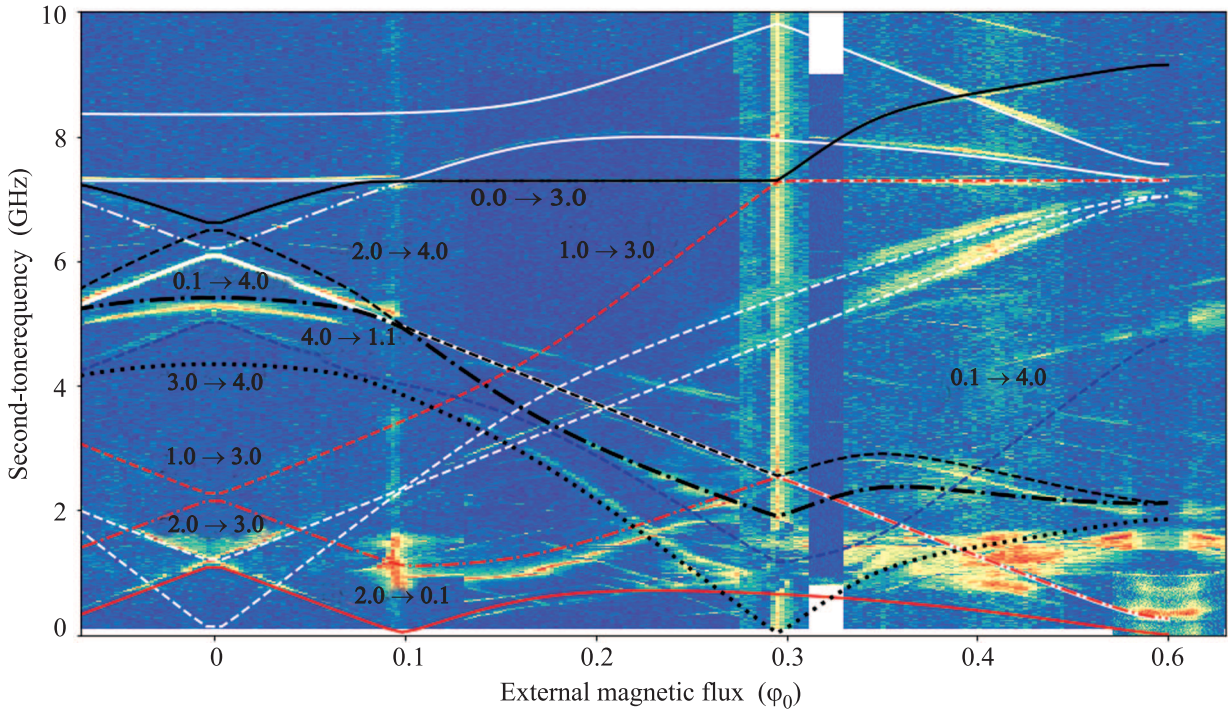 10
8
6
4
2
0
Second-tonerequency (GHz)
0.0 → 3.0
2.0 → 4.0
1.0 → 3.0
0.1 → 4.0
4.0 → 1.1
3.0 → 4.0
0.1 → 4.0
1.0 → 3.0
2.0 → 3.0
2.0 → 0.1
0
0.1
0.2
0.3
0.4
0.6
External magnetic flux (φ0)